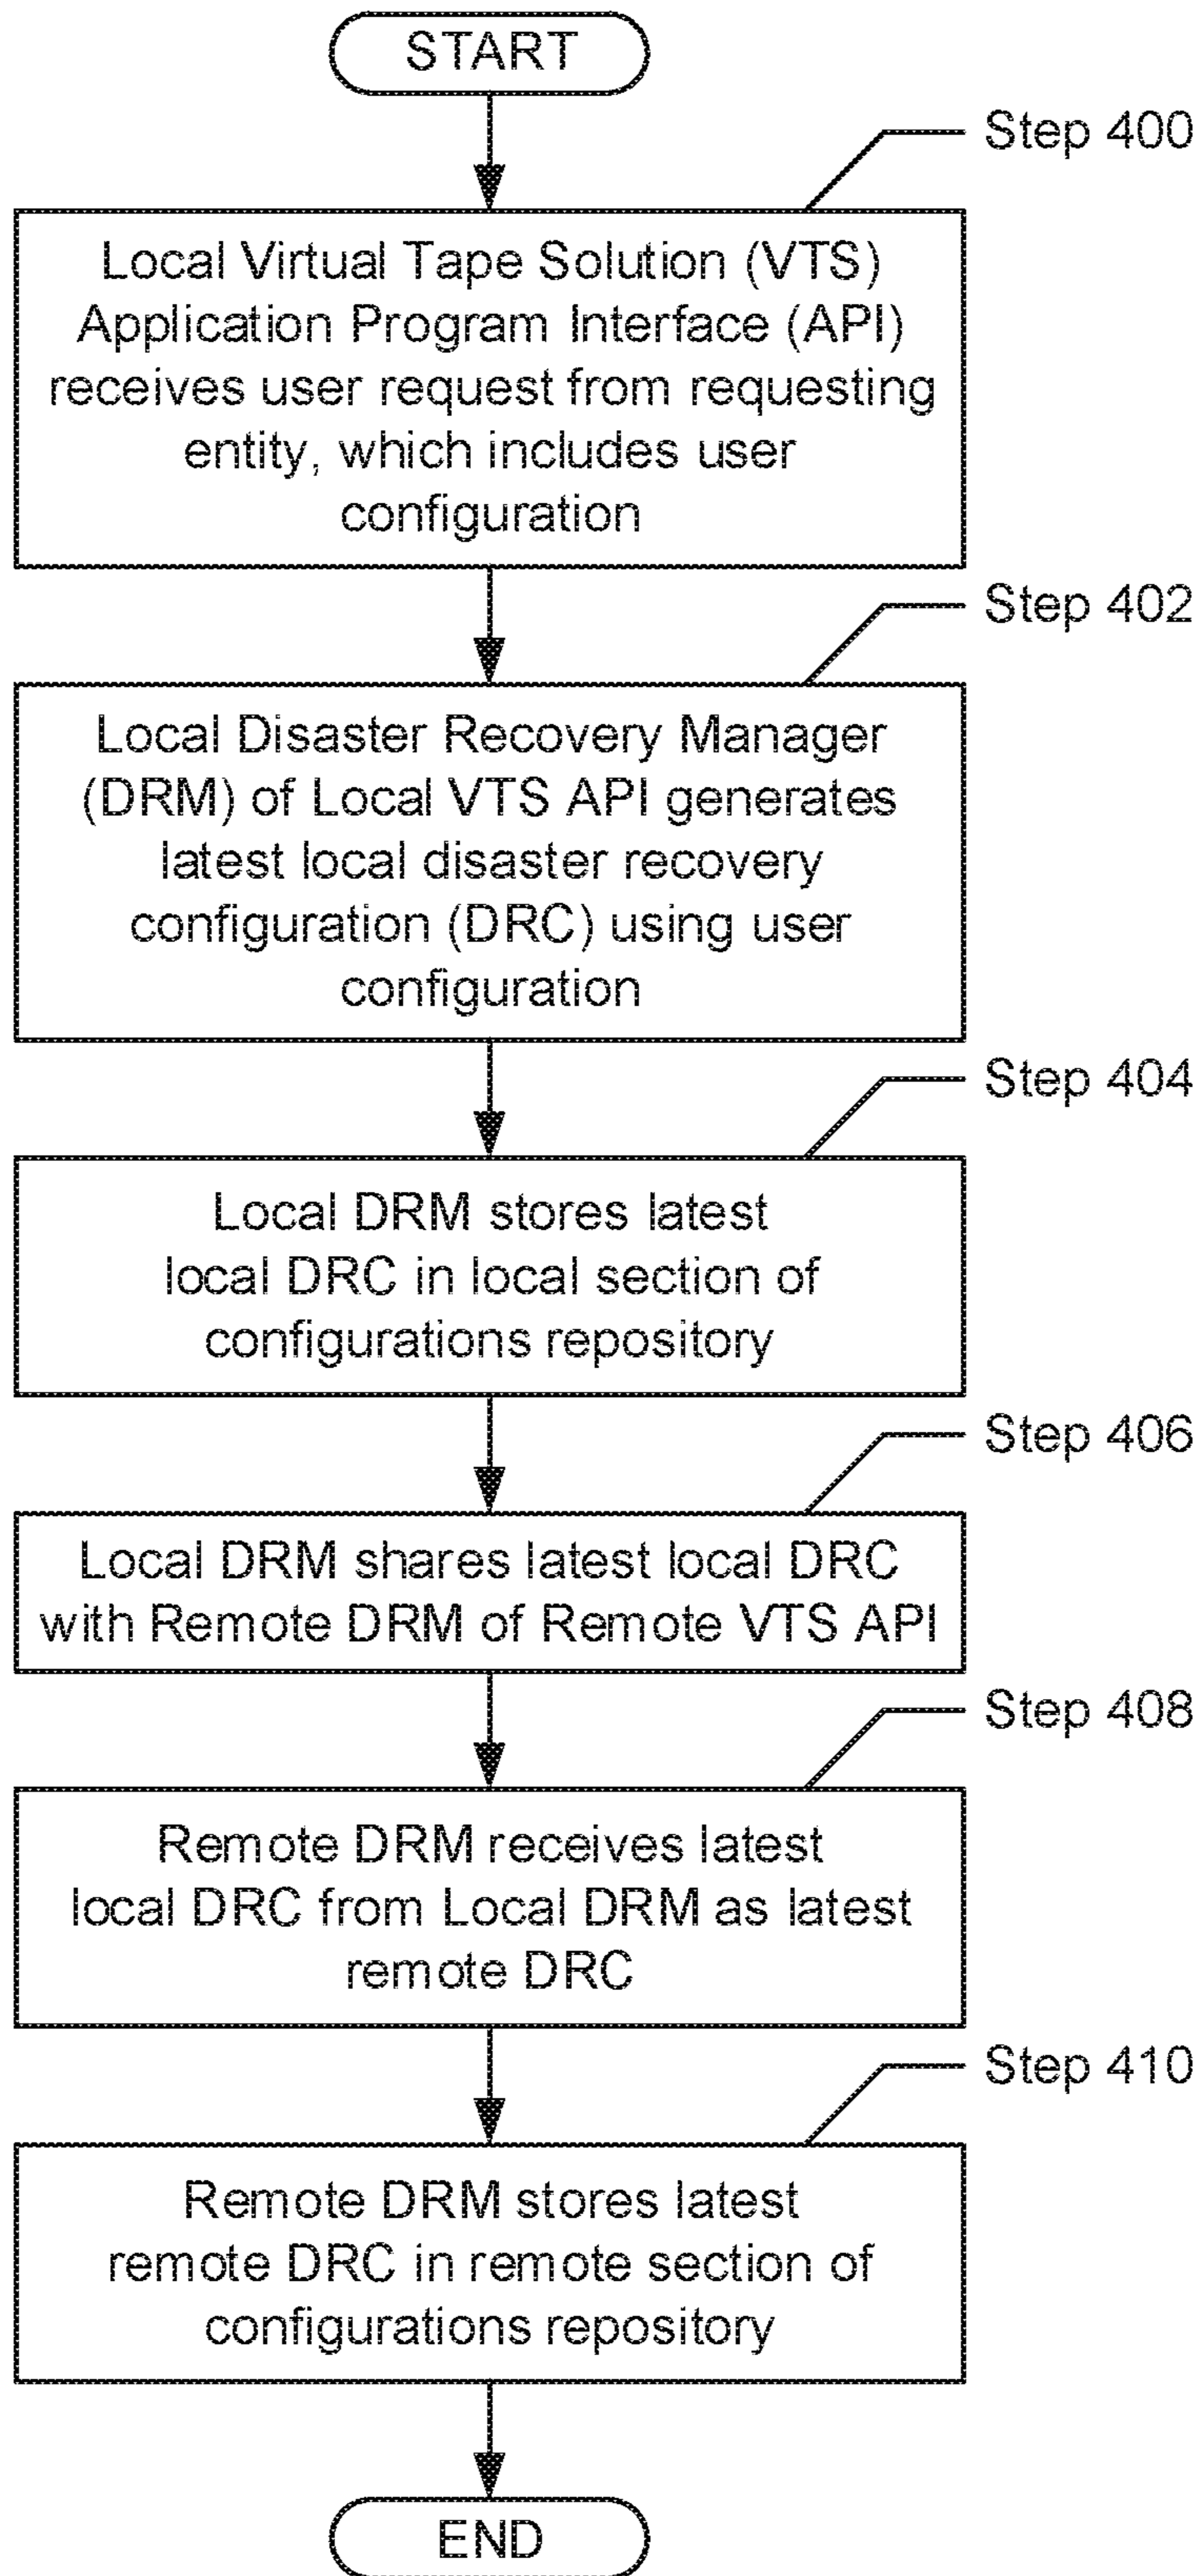 START
Step 400
Local Virtual Tape Solution (VTS)
Application Program Interface (API)
receives user request from requesting
entity, which includes user
configuration
Step 402
Local Disaster Recovery Manager
(DRM) of Local VTS API generates
latest local disaster recovery
configuration (DRC) using user
configuration
Step 404
Local DRM stores latest
local DRC in local section of
configurations repository
Step 406
Local DRM shares latest local DRC
with Remote DRM of Remote VTS API
Step 408
Remote DRM receives latest
local DRC from Local DRM as latest
remote DRC
Step 410
Remote DRM stores latest
remote DRC in remote section of
configurations repository
END